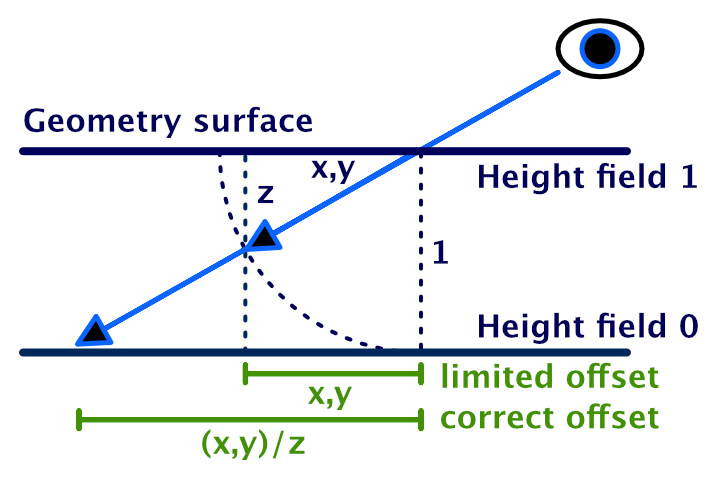 Geometry surface
x,y
Height field 1
z
1
Height field 0
limited offset
x,y
correct offset
(x,y)/z